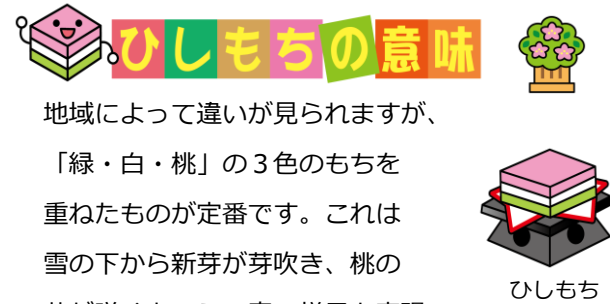 ひしもちの意味
地域によって違いが見られますが、
「緑・白・桃」の３色のもちを
重ねたものが定番です。これは
雪の下から新芽が芽吹き、桃の
ひしもち